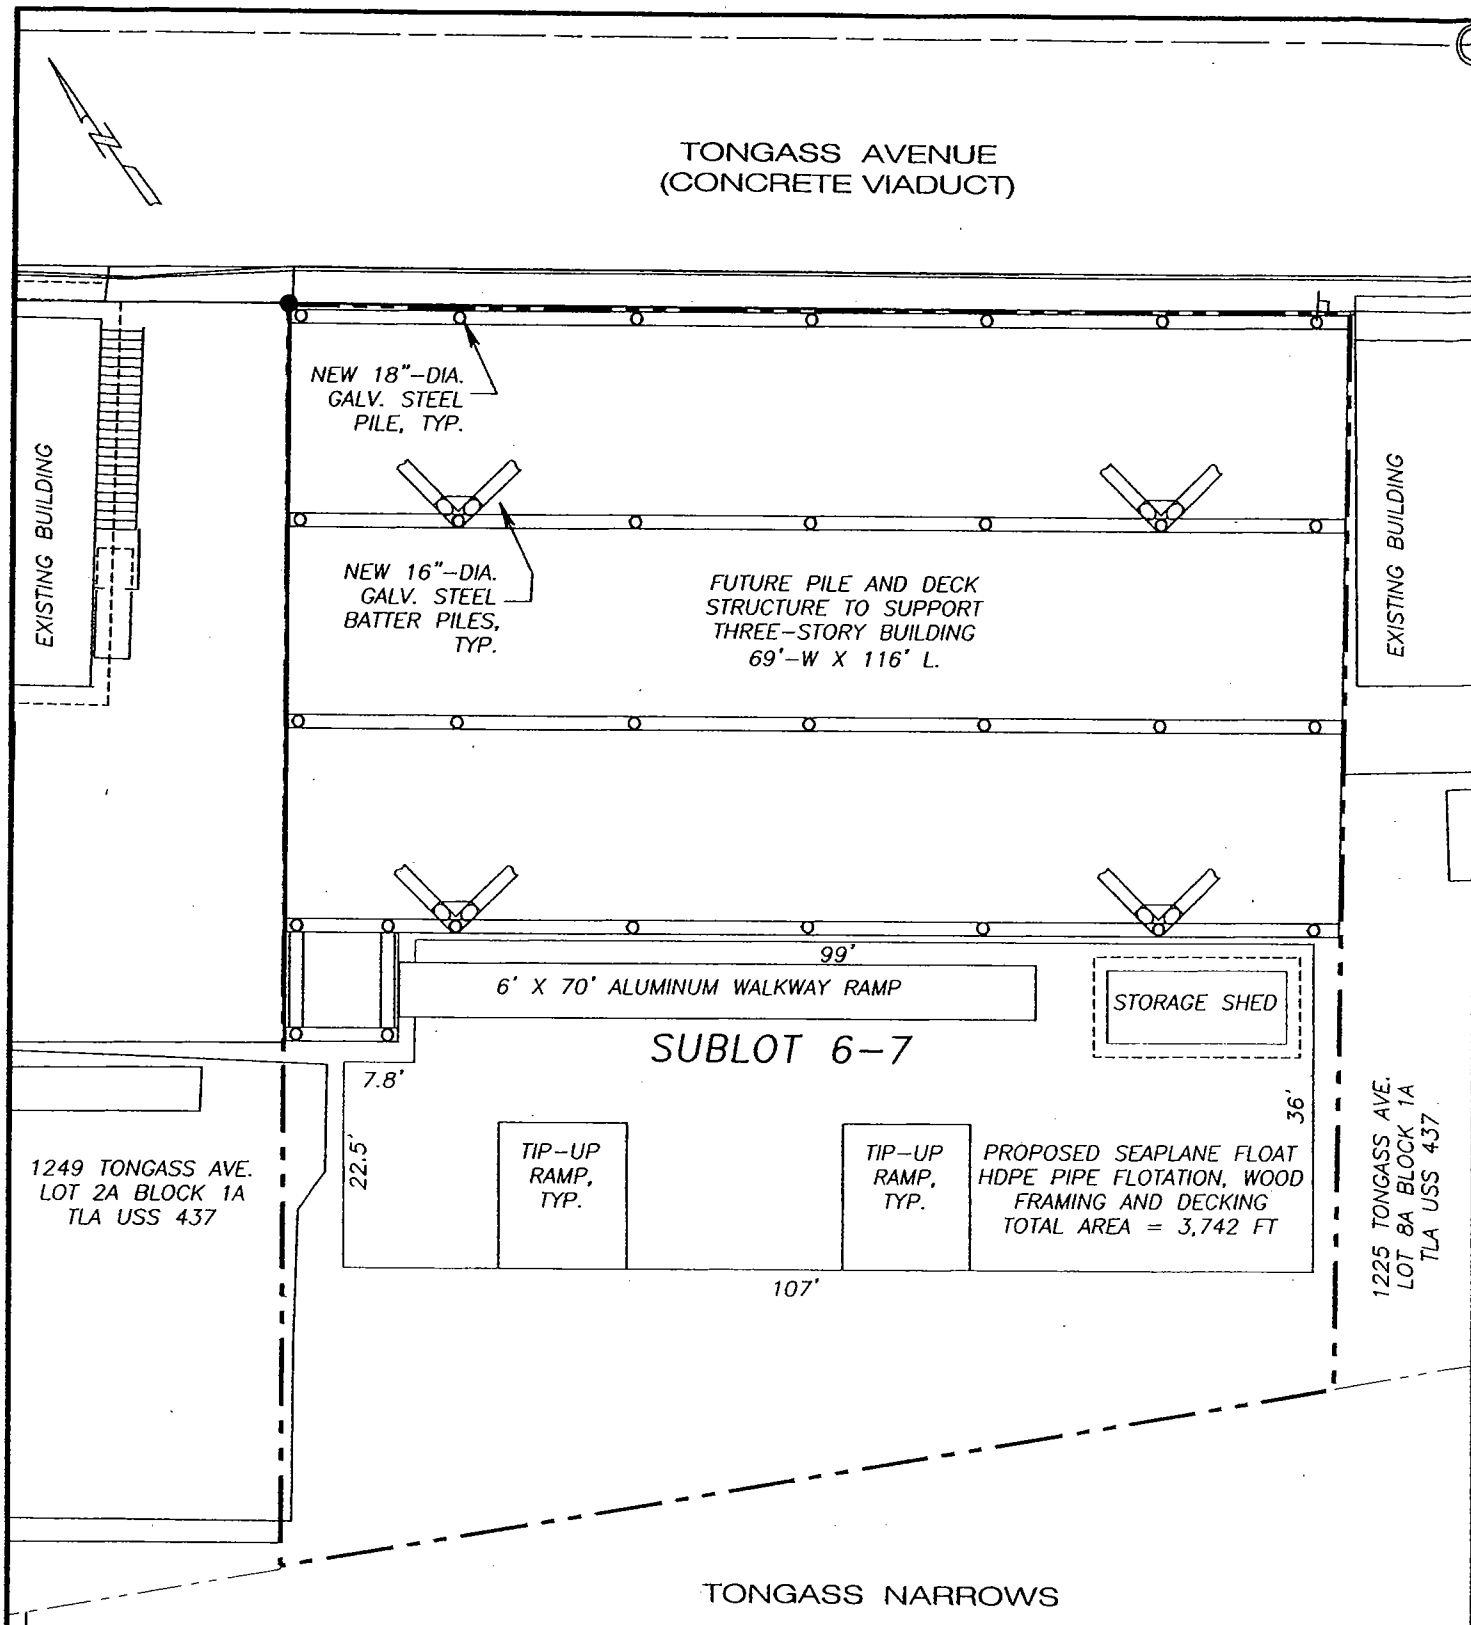 TONGASS AVENUE
(CONCRETE VIADUCT)
NEW 18"-DIA.
GALV. STEEL
PILE, TYP.
EXISTING BUILDING
EXISTING BUILDING
NEW 16"-DIA.
GALV. STEEL
BATTER PILES,
TYP.
FUTURE PILE AND DECK
STRUCTURE TO SUPPORT
THREE-STORY BUILDING
69'-W X 116' L.
99'
6' X 70' ALUMINUM WALKWAY RAMP
STORAGE SHED
SUBLOT 6-7
7.8'
36'
22.5'
1249 TONGASS AVE.
LOT 2A BLOCK 1A
TLA USS 437
TIP-UP
RAMP,
TYP.
TIP-UP
RAMP,
TYP.
PROPOSED SEAPLANE FLOAT
HDPE PIPE FLOTATION, WOOD
FRAMING AND DECKING
TOTAL AREA = 3,742 FT
1225 TONGASS AVE.
LOT 8A BLOCK 1A
TLA USS 437
107'
TONGASS NARROWS